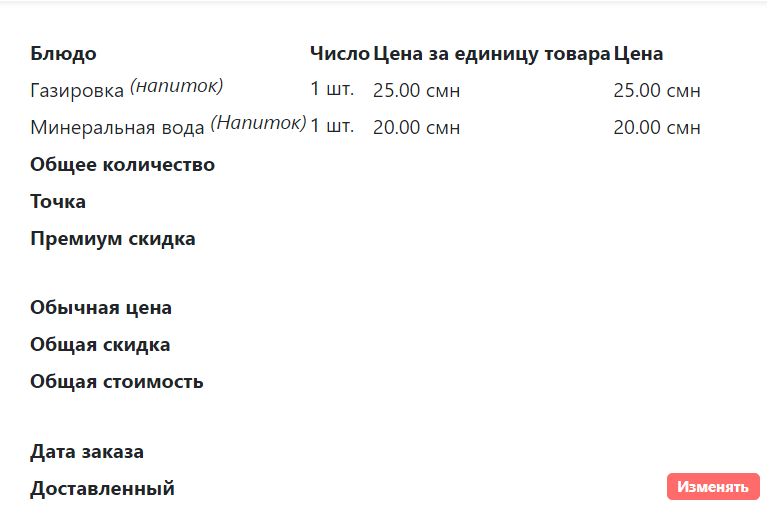 Блюдо Число Цена за единицу товара Цена
Газировка (напиток) 1 шт. 25.00 смн 25.00 смн
Минеральная вода (Напиток) 1 шт. 20.00 смн 20.00 смн
Общее количество
Точка
Премиум скидка
Обычная цена
Общая скидка
Общая стоимость
Дата заказа
Доставленный Изменять